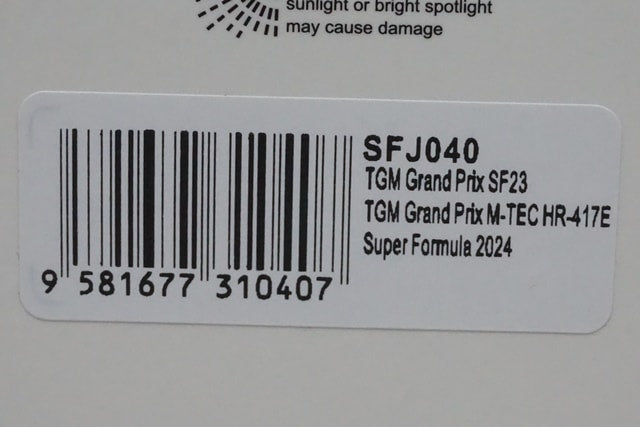 sunlight or bright spotlight
may cause damage
SFJ040
TGM Grand Prix SF23
TGM Grand Prix M-TEC HR-417E
Super Formula 2024
9 581677 310407